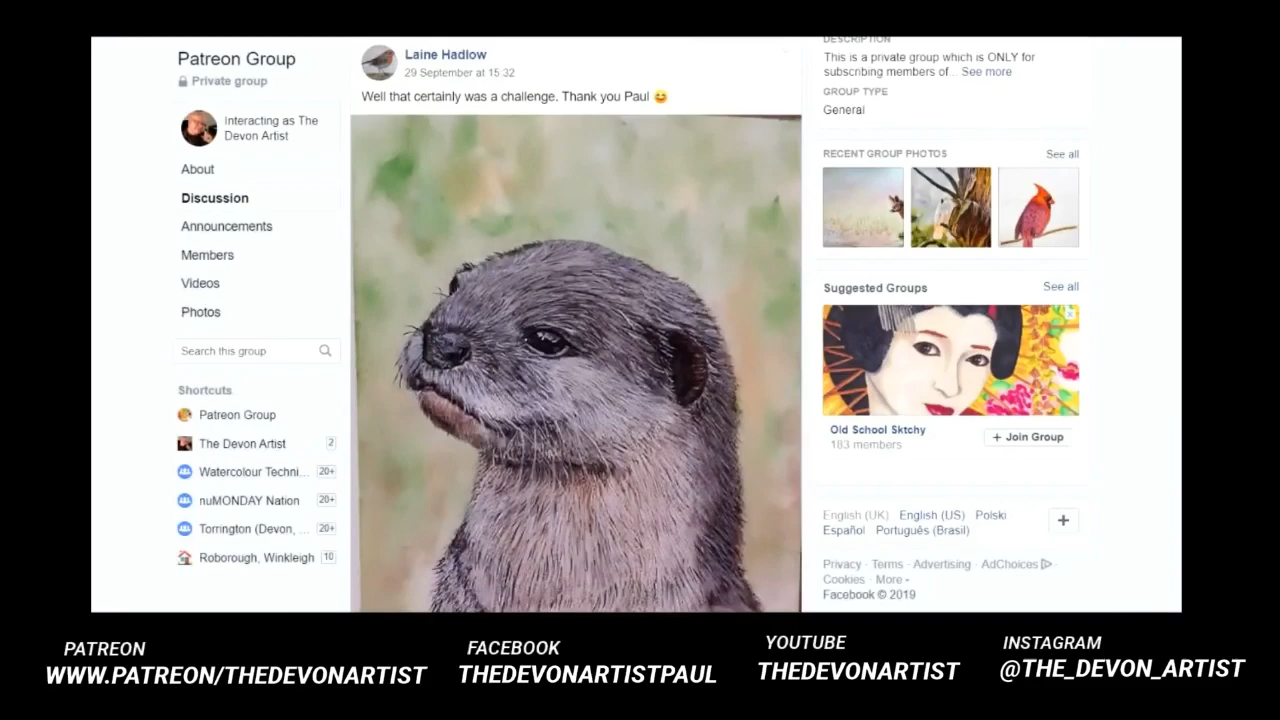 Patreon Group
Private group
Interacting as The
Devon Artist
About
Discussion
Announcements
Members
Videos
Photos
Search this group
Shortcuts
Patreon Group
The Devon Artist 2
Watercolour Techni... 20+
nuMONDAY Nation 20+
Torrington (Devon, ... 20+
Roborough, Winkleigh 10
Laine Hadlow
29 September at 15:32
Well that certainly was a challenge. Thank you Paul 😄
DESCRIPTION
This is a private group which is ONLY for
subscribing members of... See more
GROUP TYPE
General
RECENT GROUP PHOTOS See all
Suggested Groups See all
Old School Sktchy
183 members
+ Join Group
English (UK) English (US) Polski
Español Português (Brasil)
Privacy · Terms · Advertising · AdChoices ·
Cookies · More
Facebook © 2019
PATREON
WWW.PATREON/THEDEVONARTIST
FACEBOOK
THEDEVONARTISTPAUL
YOUTUBE
THEDEVONARTIST
INSTAGRAM
@THE_DEVON_ARTIST